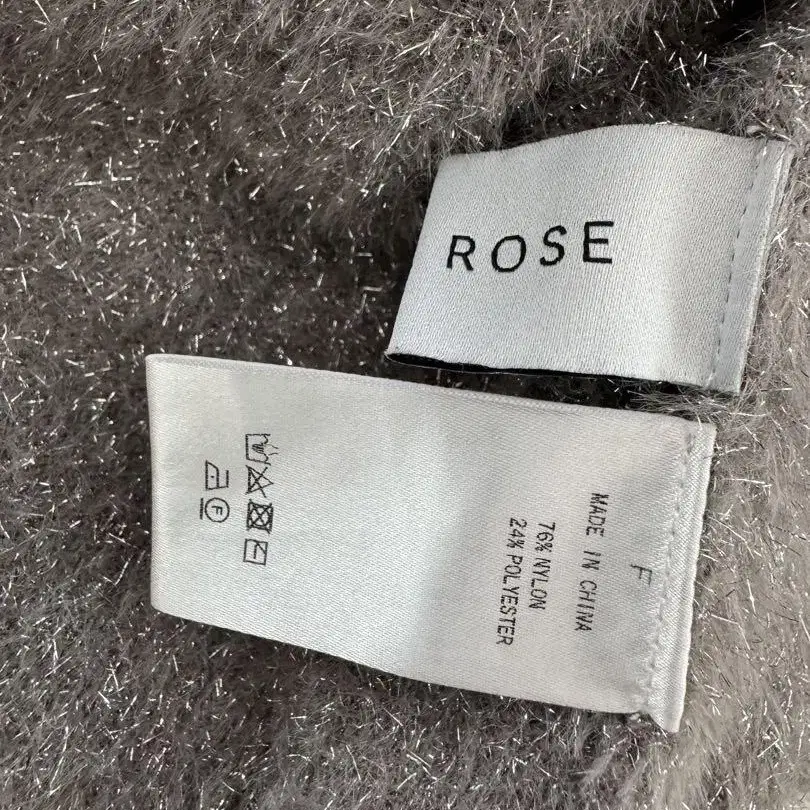 ROSE
F
MADE IN CHINA
76% NYLON
24% POLYESTER
F